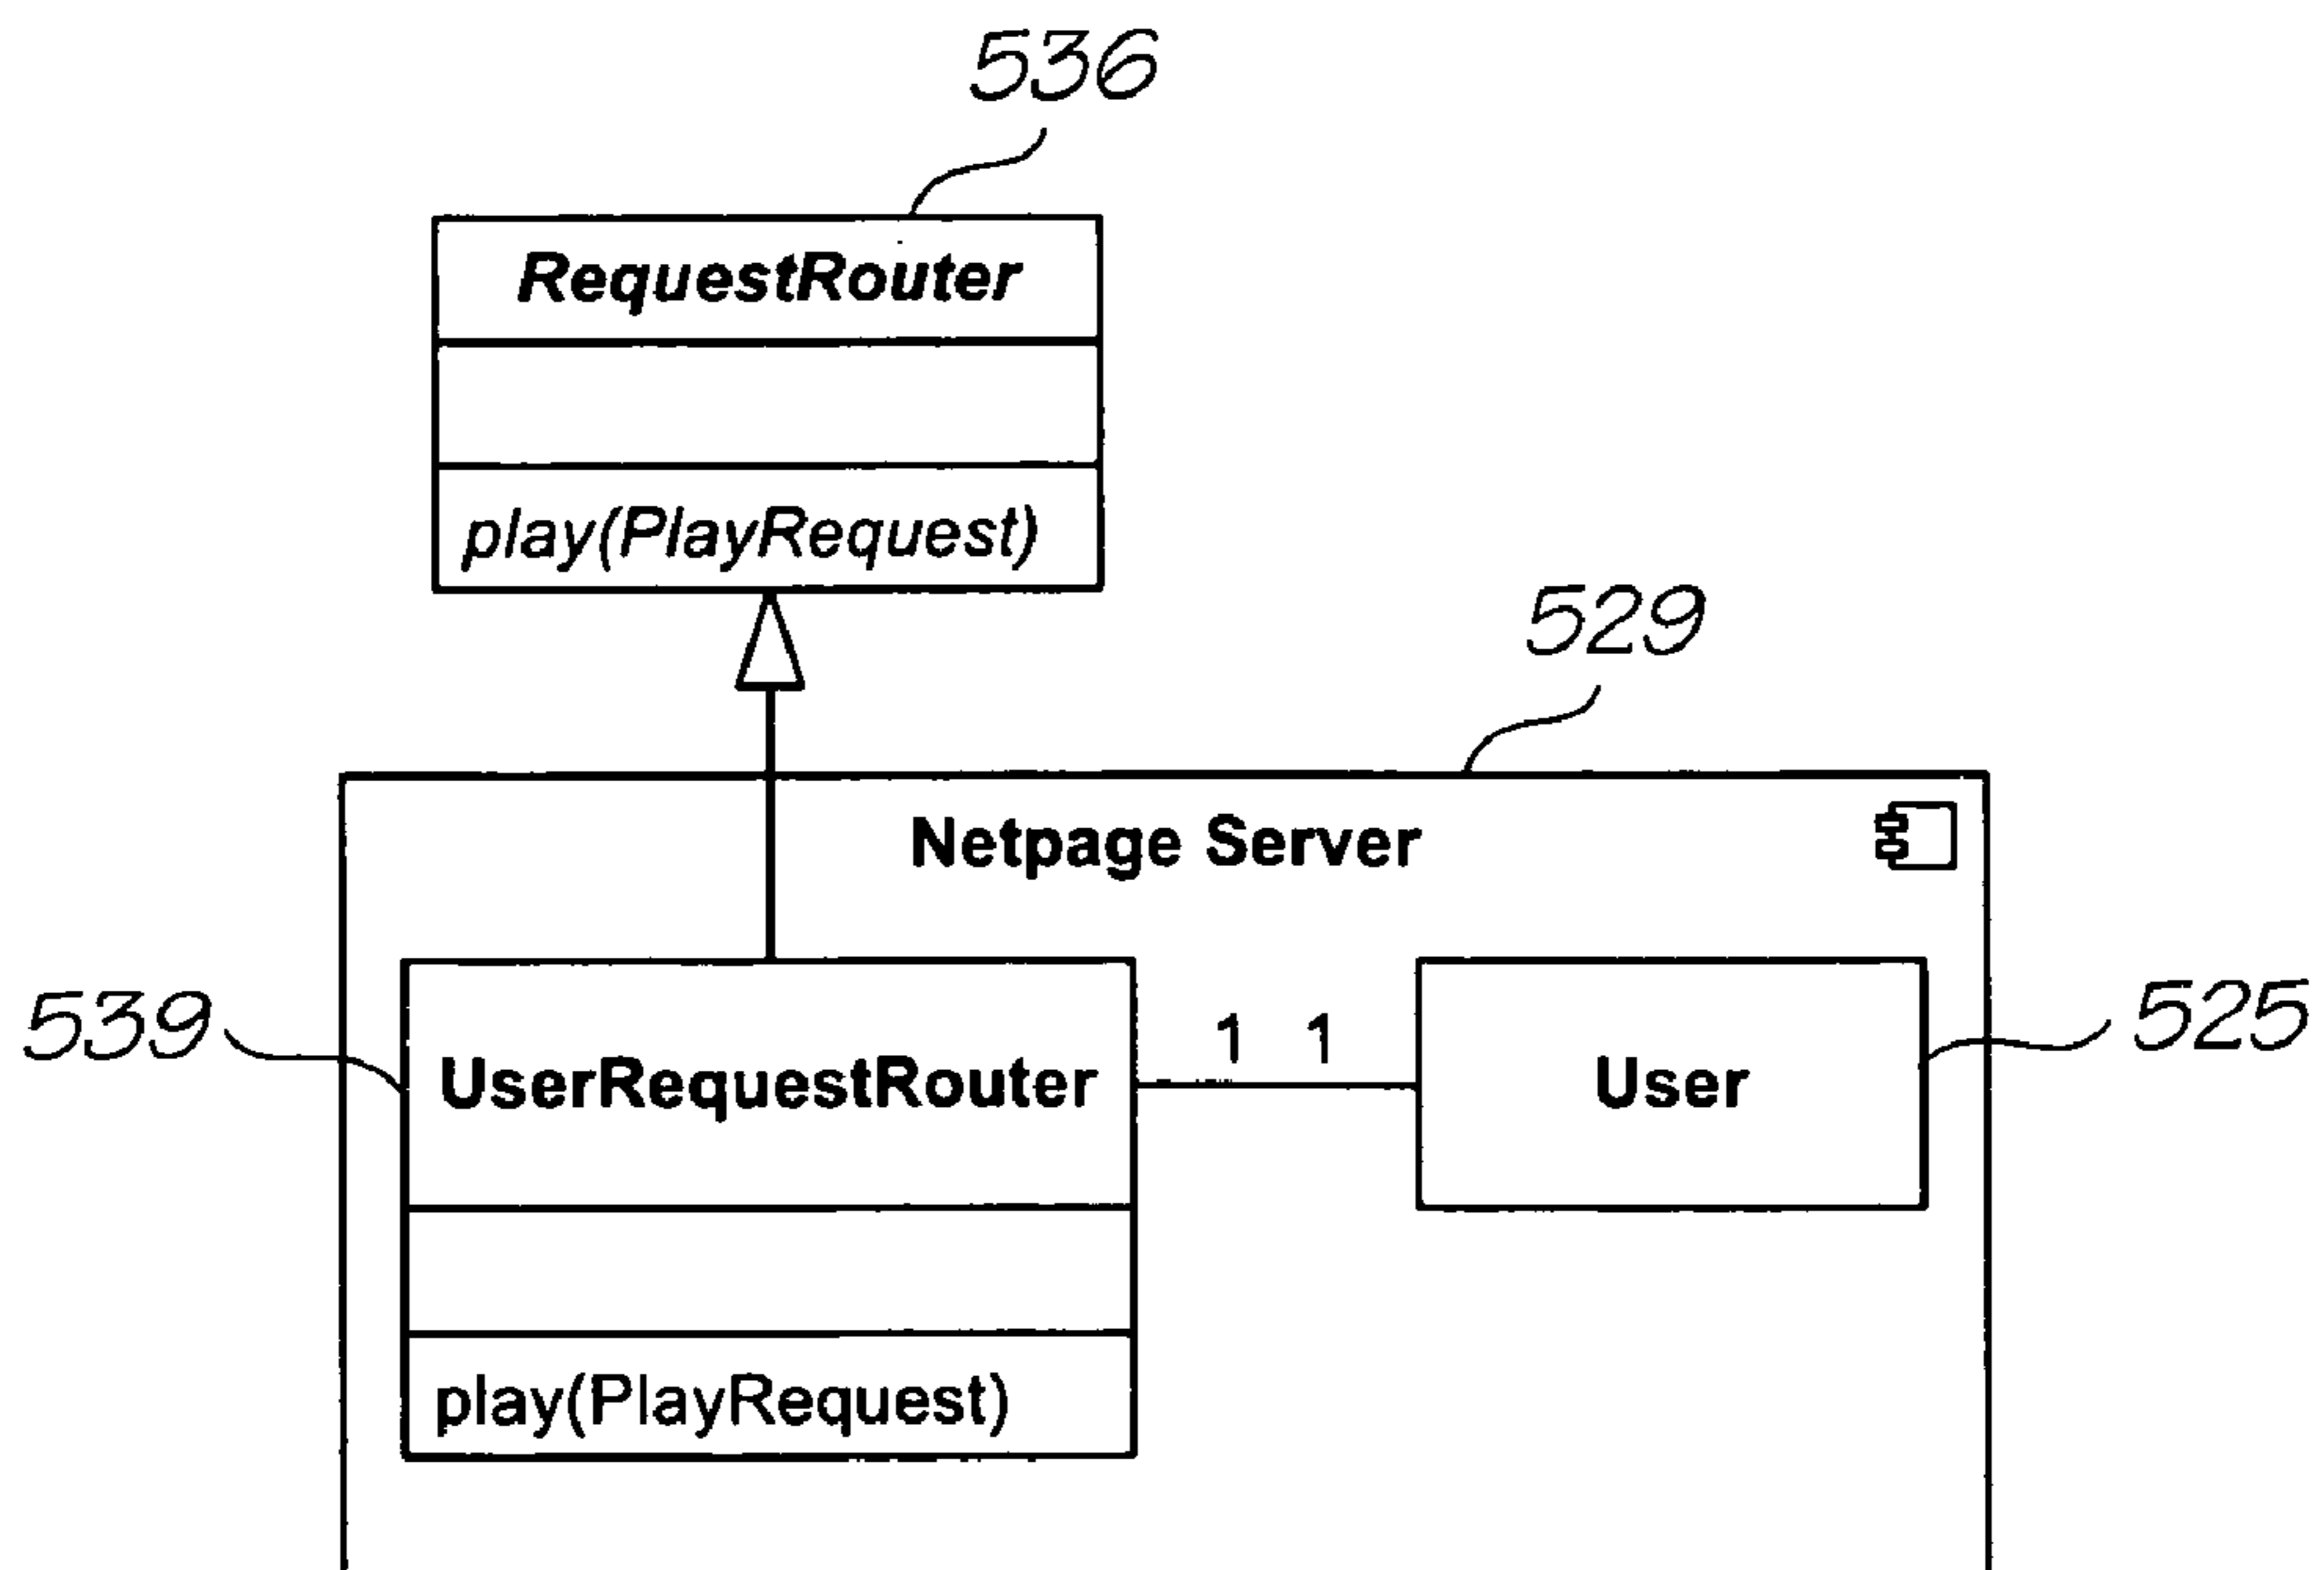 536
RequestRouter
play(PlayRequest)
529
Netpage Server
539
1 1
525
UserRequestRouter
User
play(PlayRequest)